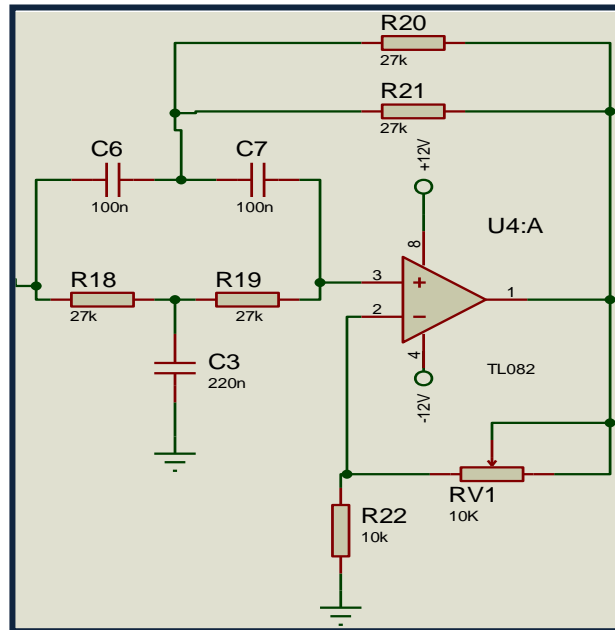 R20
27k
R21
27k
C6
100n
C7
100n
+12V
U4:A
R18
27k
R19
27k
3
2
8
1
4
TL082
C3
220n
-12V
RV1
10K
R22
10k